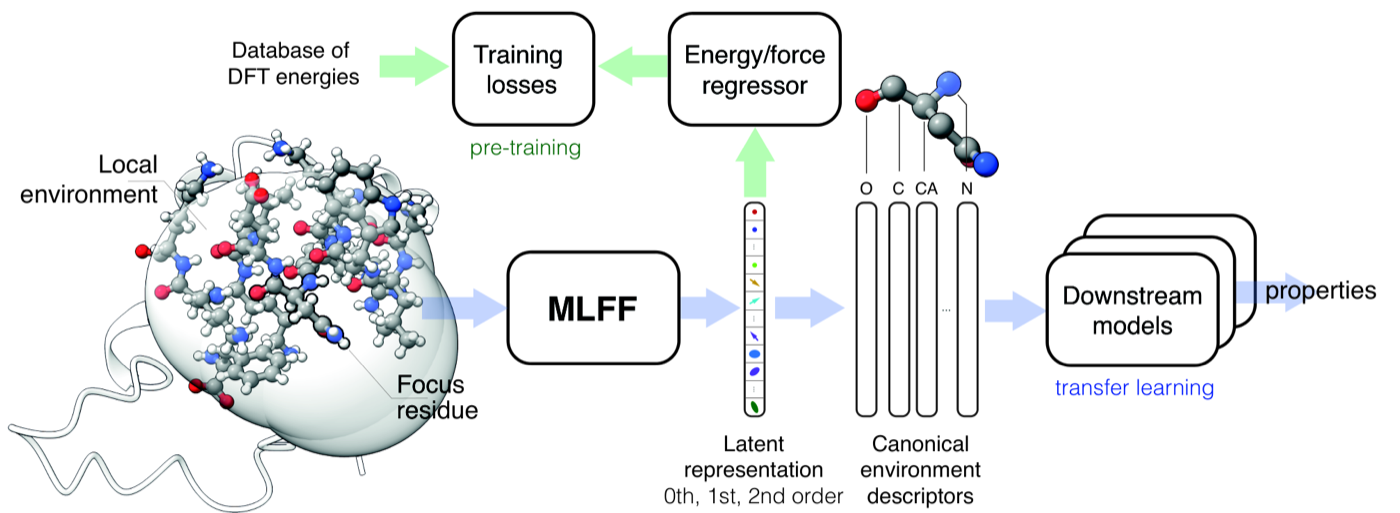 Database of
DFT energies
Training
losses
Energy/force
regressor
pre-training
Local
environment
O C CA N
MLFF
...
Downstream
models
properties
transfer learning
Focus
residue
Latent
representation
0th, 1st, 2nd order
Canonical
environment
descriptors